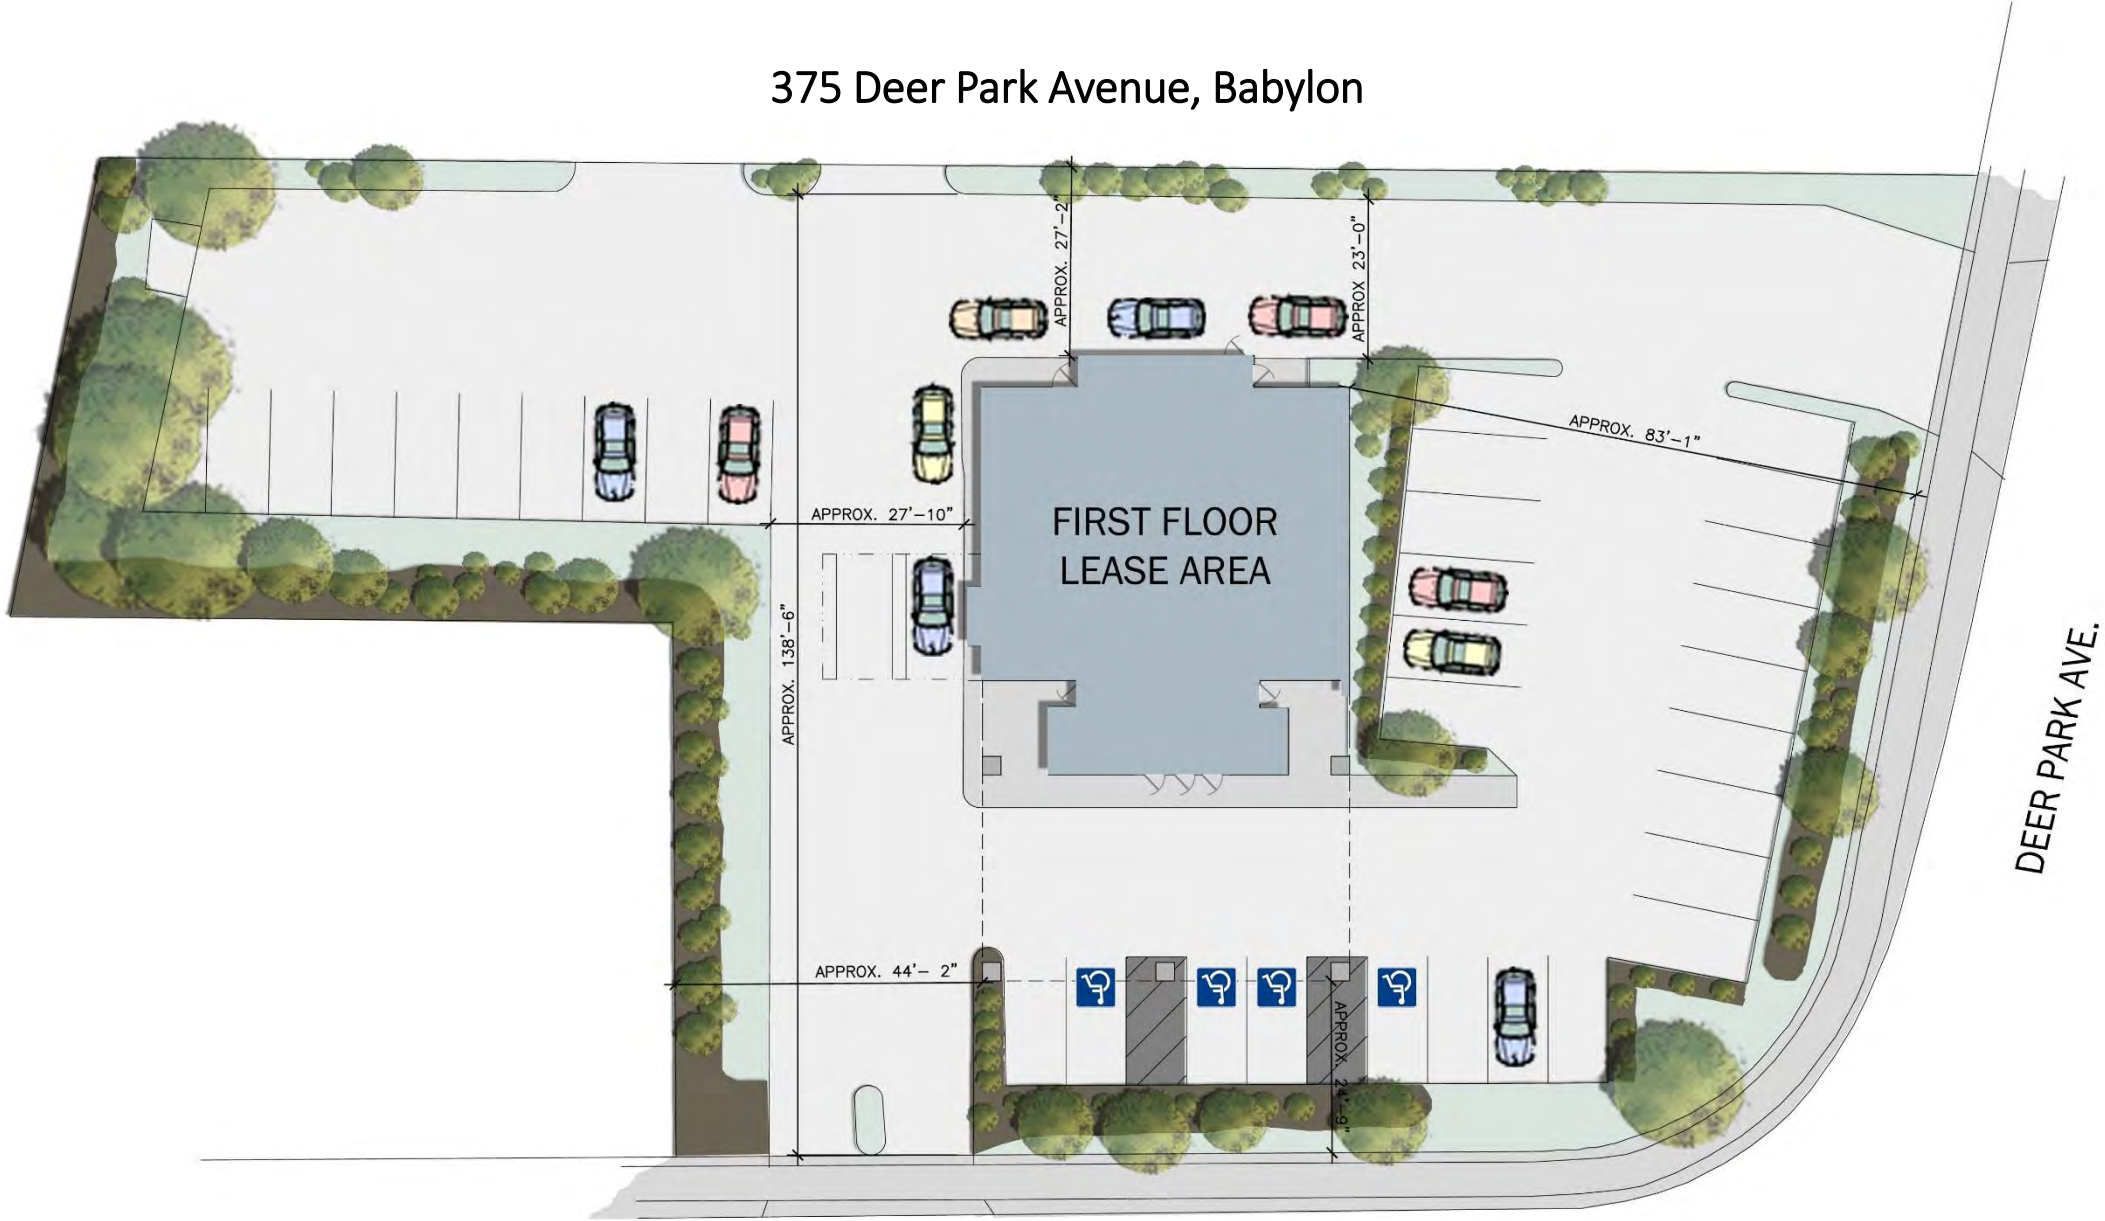 375 Deer Park Avenue, Babylon
APPROX. 27'-2"
APPROX 23'-0"
APPROX. 83'-1"
APPROX. 27'-10"
FIRST FLOOR
LEASE AREA
APPROX. 138'-6"
DEER PARK AVE.
APPROX. 44'- 2"
APPROX. 24'-9"